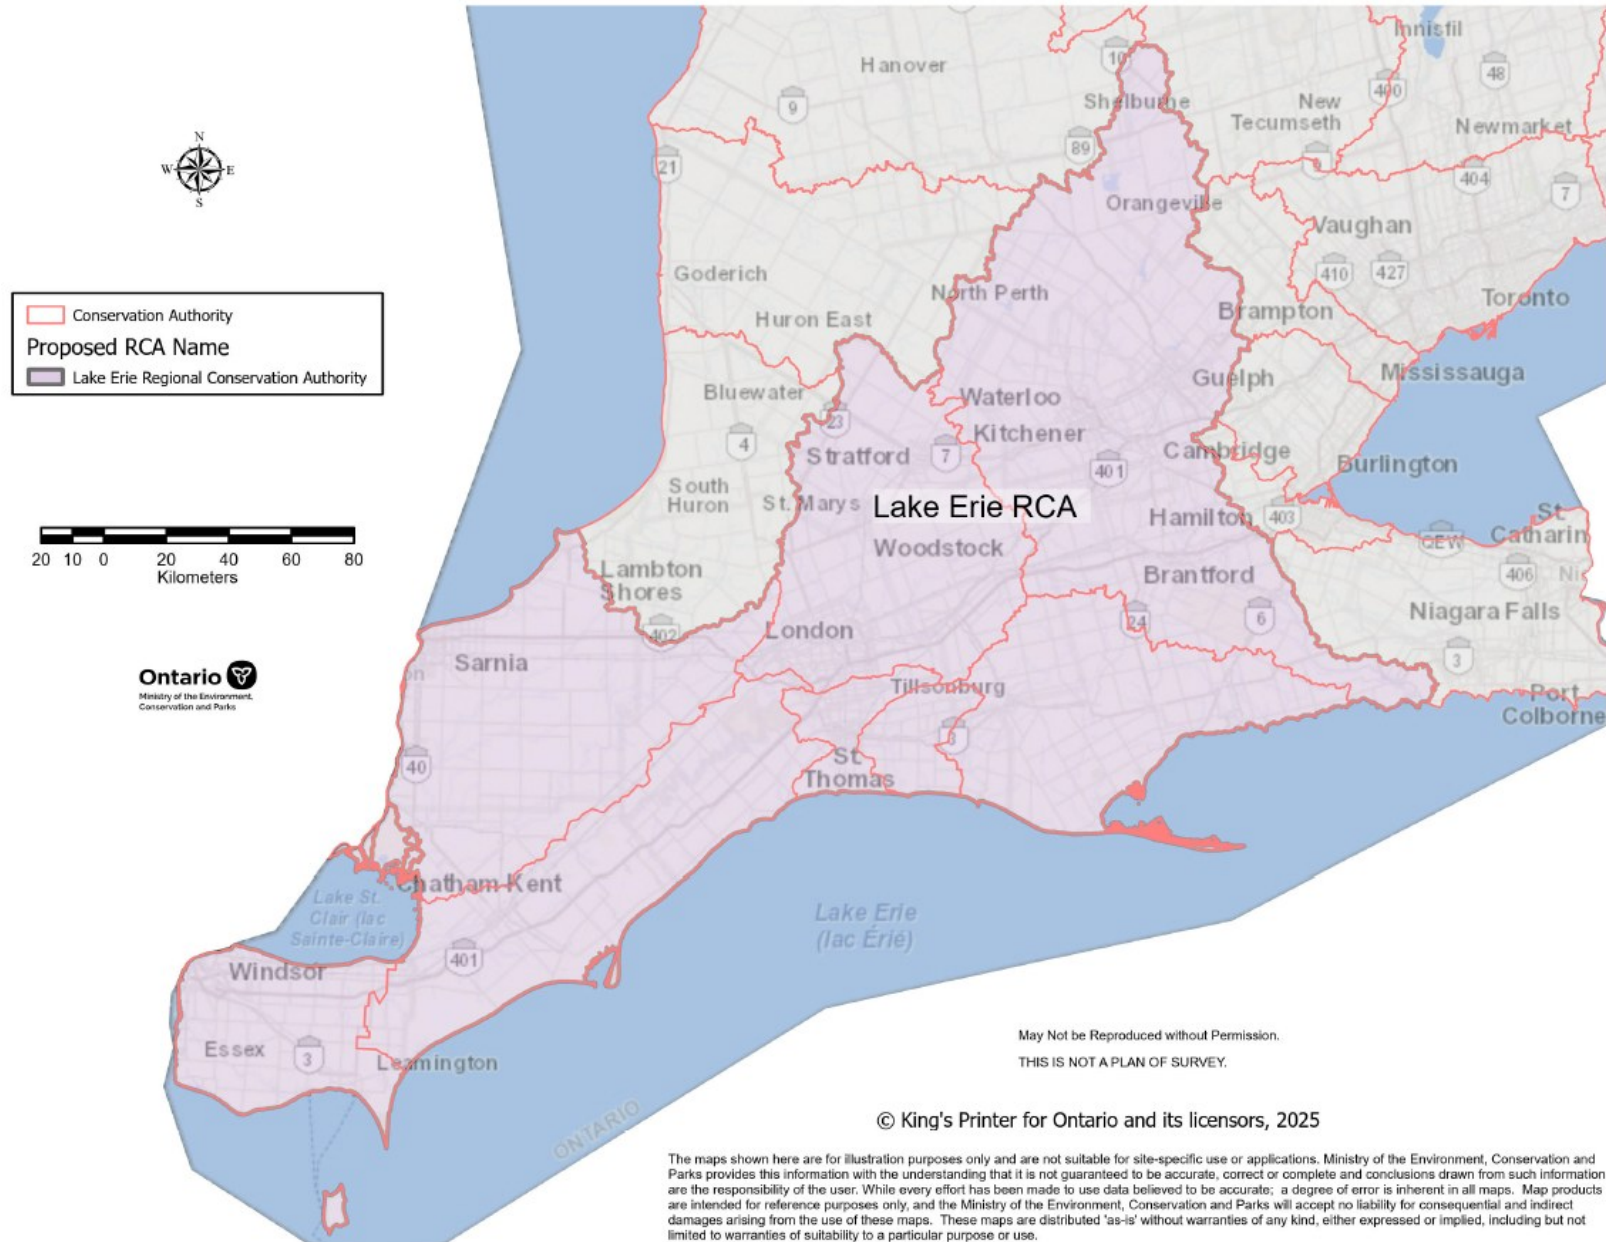 Innisfil
Hanover
10
48
400
9
Shelburne
New
Tecumseth
Newmarket
89
21
9
404
7
Orangeville
Vaughan
410
427
Goderich
North Perth
Toronto
Huron East
Brampton
Mississauga
Guelph
Bluewater
Waterloo
23
4
Kitchener
Stratford
7
401
Cambridge
Burlington
South
Huron
St. Marys
Lake Erie RCA
Hamilton
403
St.
Catharin
QEW
Woodstock
Lambton
Shores
Brantford
406
Ni
402
London
24
6
Niagara Falls
Sarnia
on
3
Tillsonburg
Port
Colborne
3
40
St.
Thomas
Chatham-Kent
Lake St.
Clair (lac
Sainte-Claire)
Lake Erie
(lac Érié)
401
Windsor
Essex
3
Leamington
ONTARIO
N
W
E
S
Conservation Authority
Proposed RCA Name
Lake Erie Regional Conservation Authority
20 10 0 20 40 60 80
Kilometers
Ontario
Ministry of the Environment,
Conservation and Parks
May Not be Reproduced without Permission.
THIS IS NOT A PLAN OF SURVEY.
© King's Printer for Ontario and its licensors, 2025
The maps shown here are for illustration purposes only and are not suitable for site-specific use or applications. Ministry of the Environment, Conservation and
Parks provides this information with the understanding that it is not guaranteed to be accurate, correct or complete and conclusions drawn from such information
are the responsibility of the user. While every effort has been made to use data believed to be accurate; a degree of error is inherent in all maps. Map products
are intended for reference purposes only, and the Ministry of the Environment, Conservation and Parks will accept no liability for consequential and indirect
damages arising from the use of these maps. These maps are distributed 'as-is' without warranties of any kind, either expressed or implied, including but not
limited to warranties of suitability to a particular purpose or use.